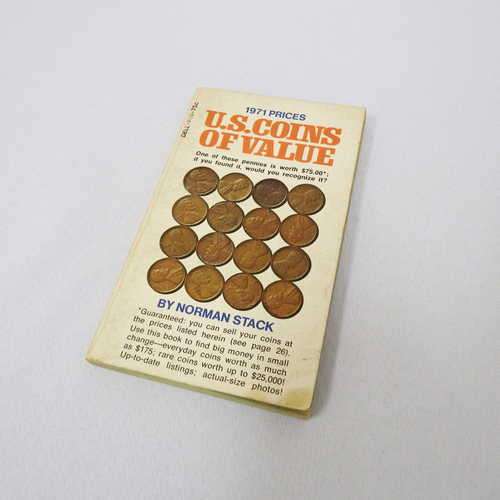 1971 PRICES
U.S. COINS
OF VALUE
One of these pennies is worth $75.00*;
if you found it, would you recognize it?
BY NORMAN STACK
*Guaranteed: you can sell your coins at
the prices listed herein (see page 26).
Use this book to find big money in small
change—everyday coins worth as much
as $175; rare coins worth up to $25,000!
Up-to-date listings; actual-size photos!
DELL
75c